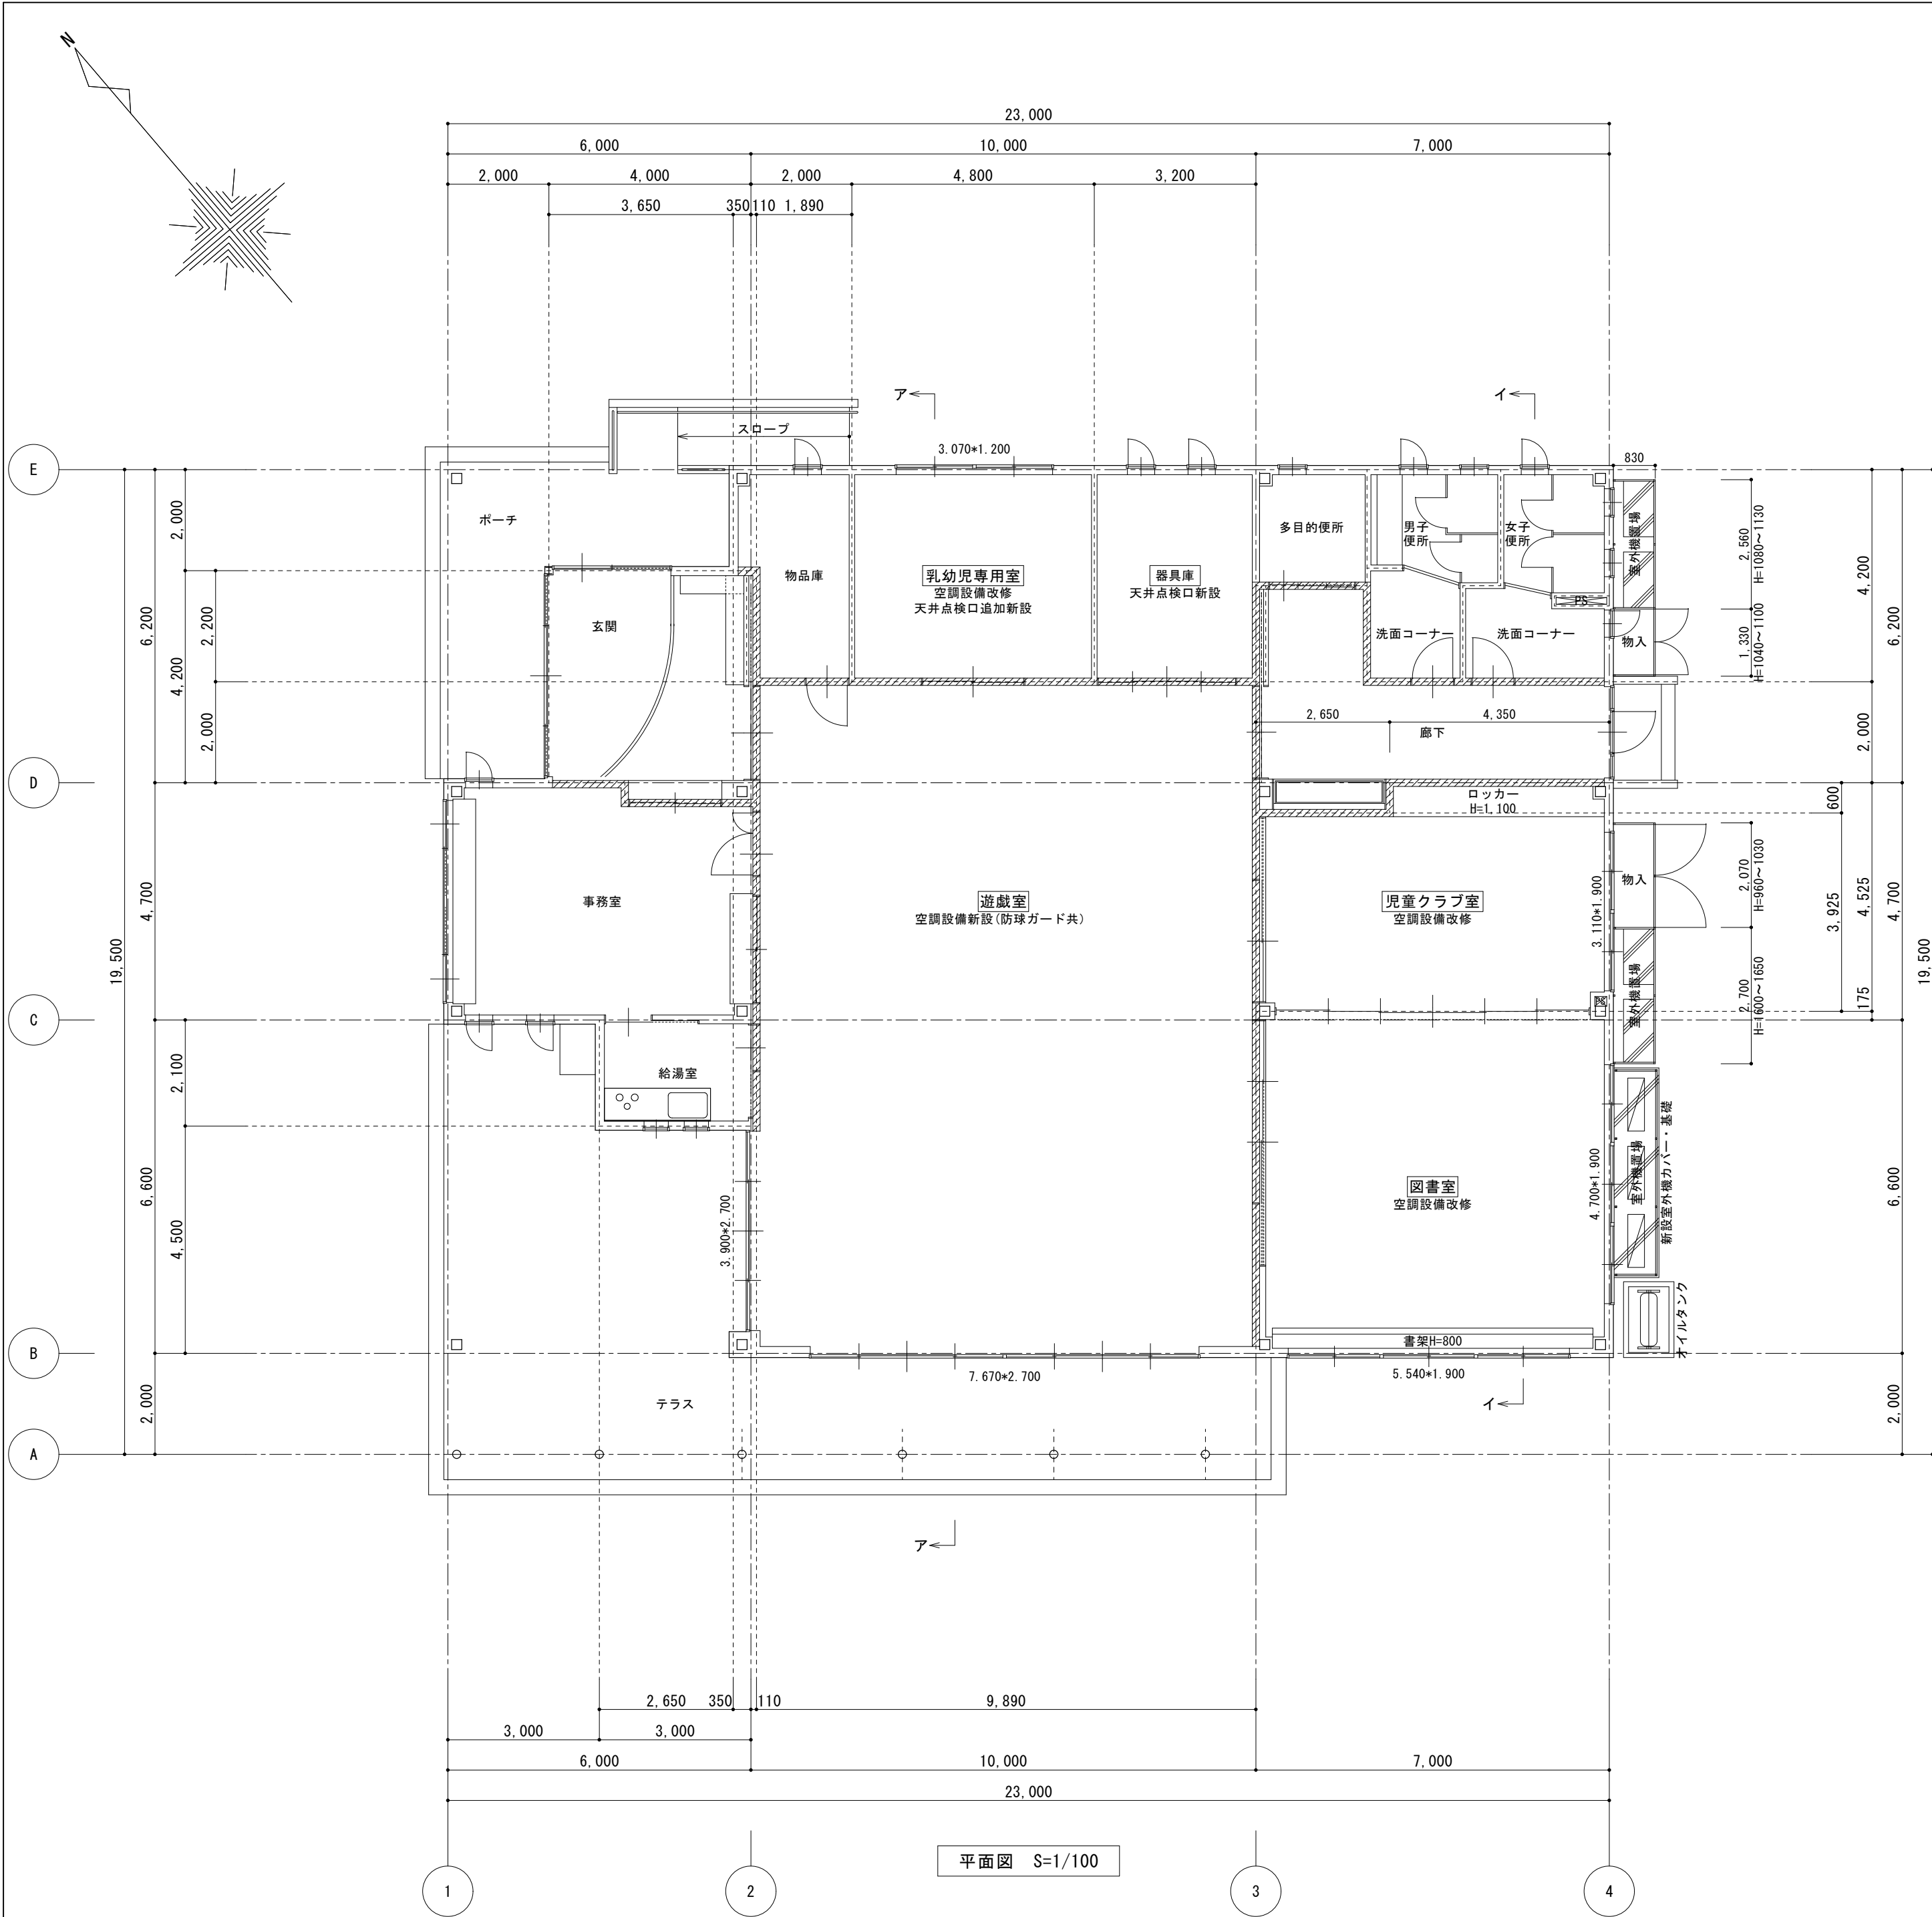 N
23,000
6,000 10,000 7,000
2,000 4,000 2,000 4,800 3,200
3,650 350 110 1,890
ア イ
スロープ
3.070*1.200
830
E
ポーチ
物品庫
乳幼児専用室
空調設備改修
天井点検口追加新設
器具庫
天井点検口新設
多目的便所
男子
便所
女子
便所
PS
室外機置場
2,560
H=1080~1130
玄関
洗面コーナー
洗面コーナー
物入
1,330
H=1040~1100
2,000
2,200
4,200
2,000
6,200
4,200
2,000
6,200
2,650 4,350
廊下
D
ロッカー
H=1,100
600
事務室
遊戯室
空調設備新設(防球ガード共)
児童クラブ室
空調設備改修
3.110*1.900
物入
2,070
H=960~1030
3,925
4,525
4,700
4,700
19,500
19,500
室外機置場
2,700
H=1600~1650
175
C
図
給湯室
2,100
4,500
6,600
6,600
3.900*2.700
図書室
空調設備改修
4.700*1.900
室外機置場
新設室外機カバー・基礎
オイルタンク
書架H=800
B
7.670*2.700
5.540*1.900
テラス
イ
2,000
2,000
A
ア
2,650 350 110 9,890
3,000 3,000
6,000 10,000 7,000
23,000
平面図 S=1/100
1 2 3 4